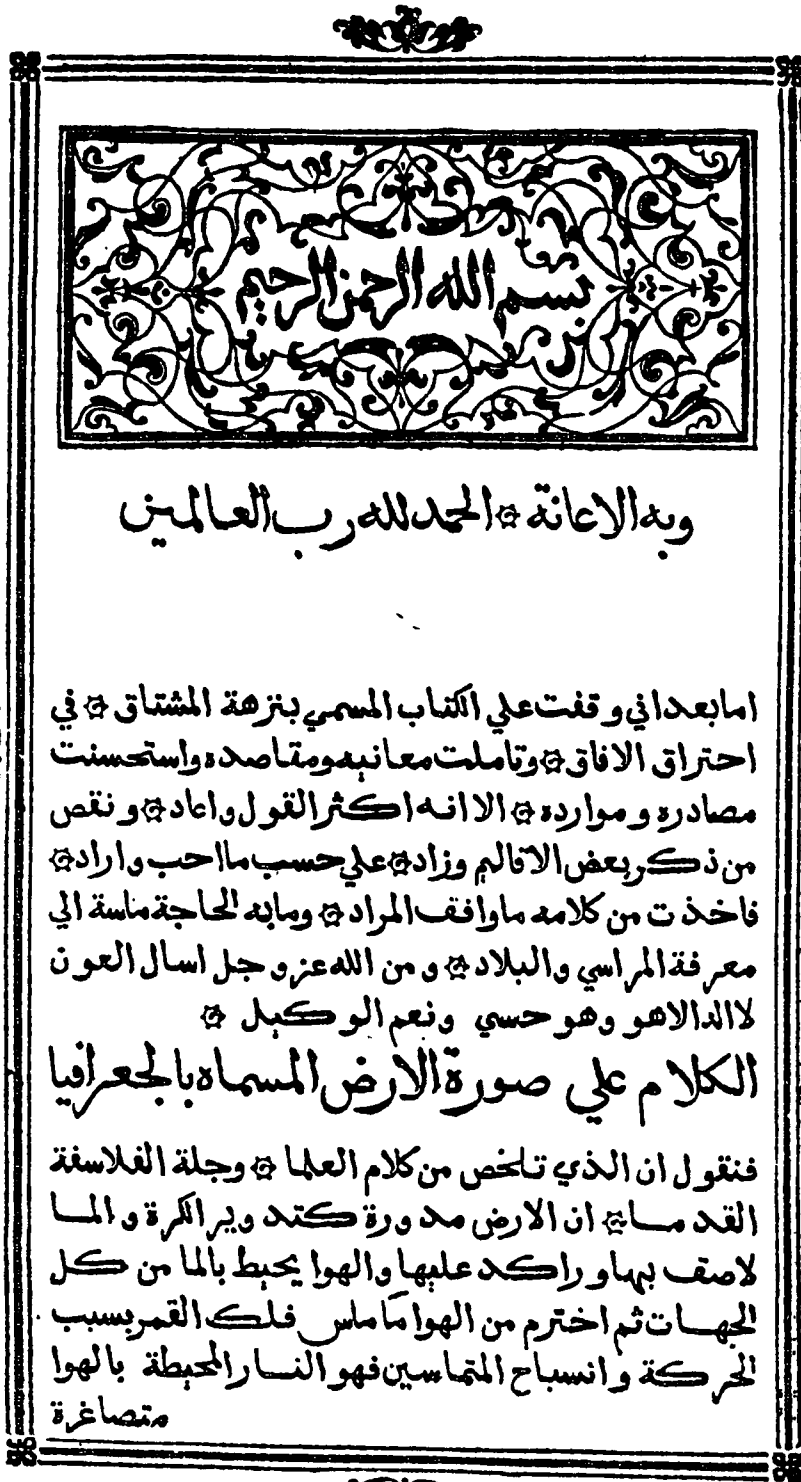 بسم الله الرحمن الرحيم
وبه الاعانة ۞ الحمد لله رب العالمين
اما بعد اني وقفت علي الكتاب المسمي بنزهة المشتاق ۞ في
احتراق الافاق ۞ وتاملت معانيه ومقاصده واستحسنت
مصادره وموارده ۞ الا انه اكثر القول واعاد ۞ ونقص
من ذكر بعض الاقاليم وزاد ۞ علي حسب ما احب واراد ۞
فاخذت من كلامه ما وافق المراد ۞ وما به الحاجة ماسة الي
معرفة المراسي والبلاد ۞ ومن الله عز وجل اسال العون
لا اله الا هو وهو حسبي ونعم الوكيل ۞
الكلام علي صورة الارض المسماه بالجعرافيا
فنقول ان الذي تلخص من كلام العلما ۞ وجلة الفلاسفة
القدما ۞ ان الارض مدورة كتدوير الكرة والما
لاصق بها وراكد عليها والهوا يحيط بالما من كل
الجهات ثم اخترم من الهوا ما ماس فلك القمر بسبب
الحركة وانسباح المتماسين فهو النار المحيطة بالهوا
متصاغرة